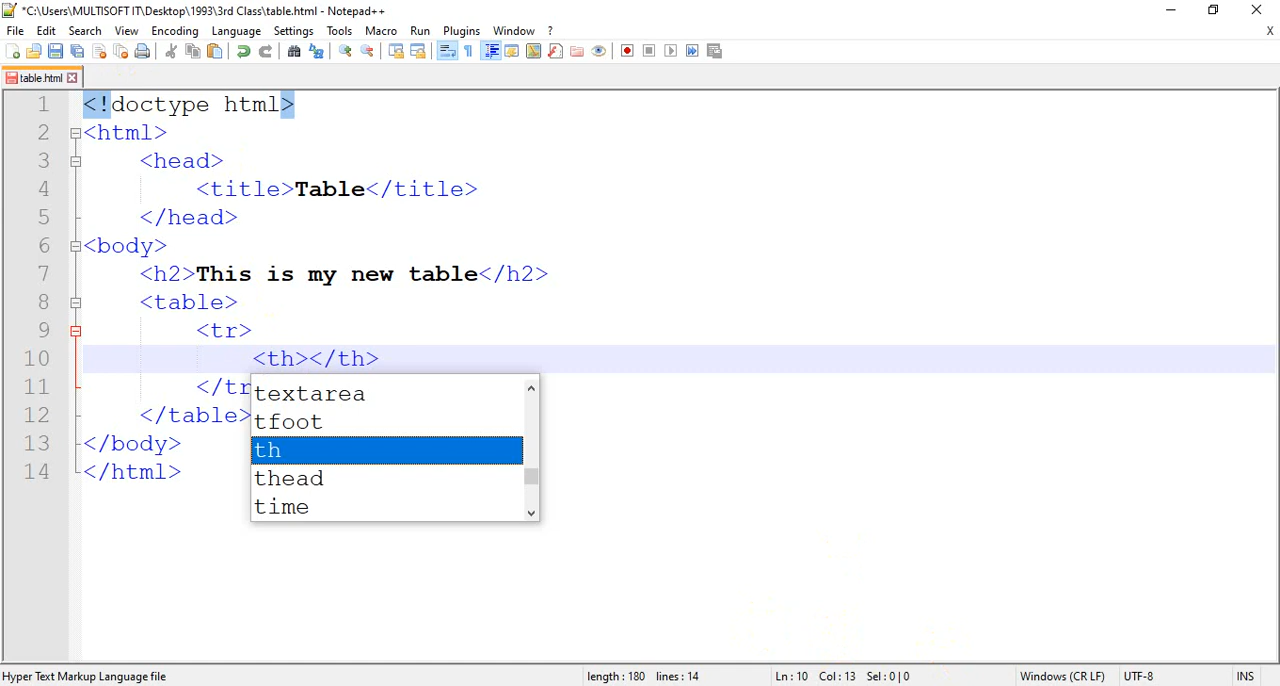 *C:\Users\MULTISOFT IT\Desktop\1993\3rd Class\table.html - Notepad++
File Edit Search View Encoding Language Settings Tools Macro Run Plugins Window ? X
table.html
1 <!doctype html>
2 <html>
3 <head>
4 <title>Table</title>
5 </head>
6 <body>
7 <h2>This is my new table</h2>
8 <table>
9 <tr>
10 <th></th>
11 </tr
12 </table>
13 </body>
14 </html>
textarea
tfoot
th
thead
time
Hyper Text Markup Language file length : 180 lines : 14 Ln : 10 Col : 13 Sel : 0 | 0 Windows (CR LF) UTF-8 INS